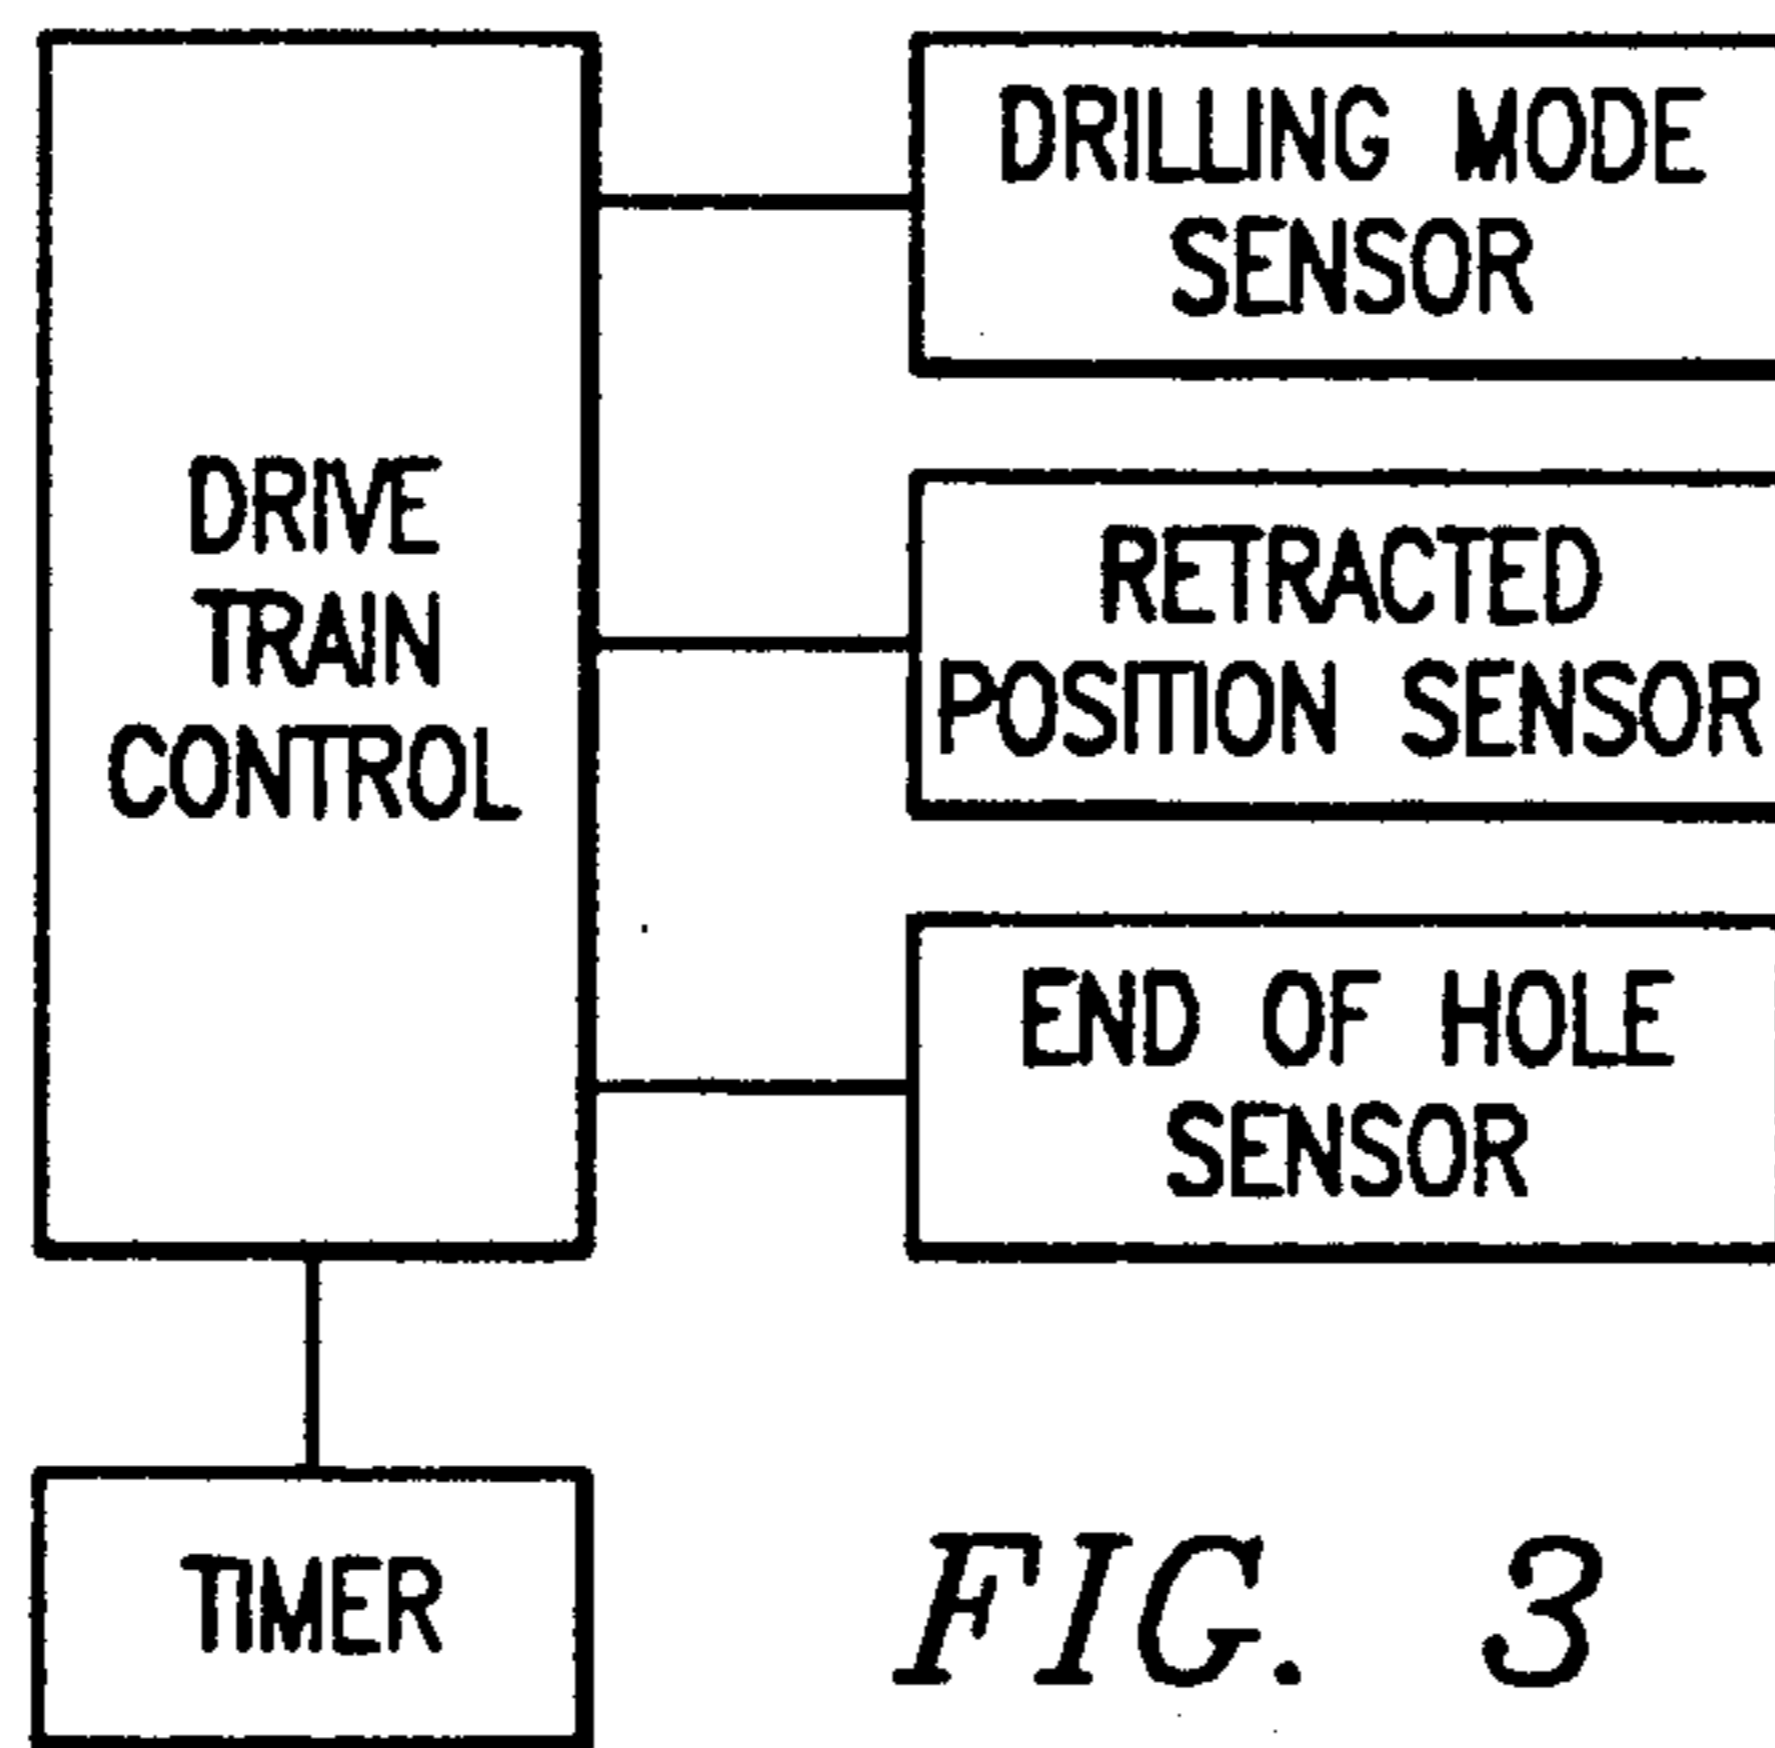 DRILLING MODE
SENSOR
DRIVE
TRAIN
CONTROL
RETRACTED
POSITION SENSOR
END OF HOLE
SENSOR
TIMER
FIG. 3